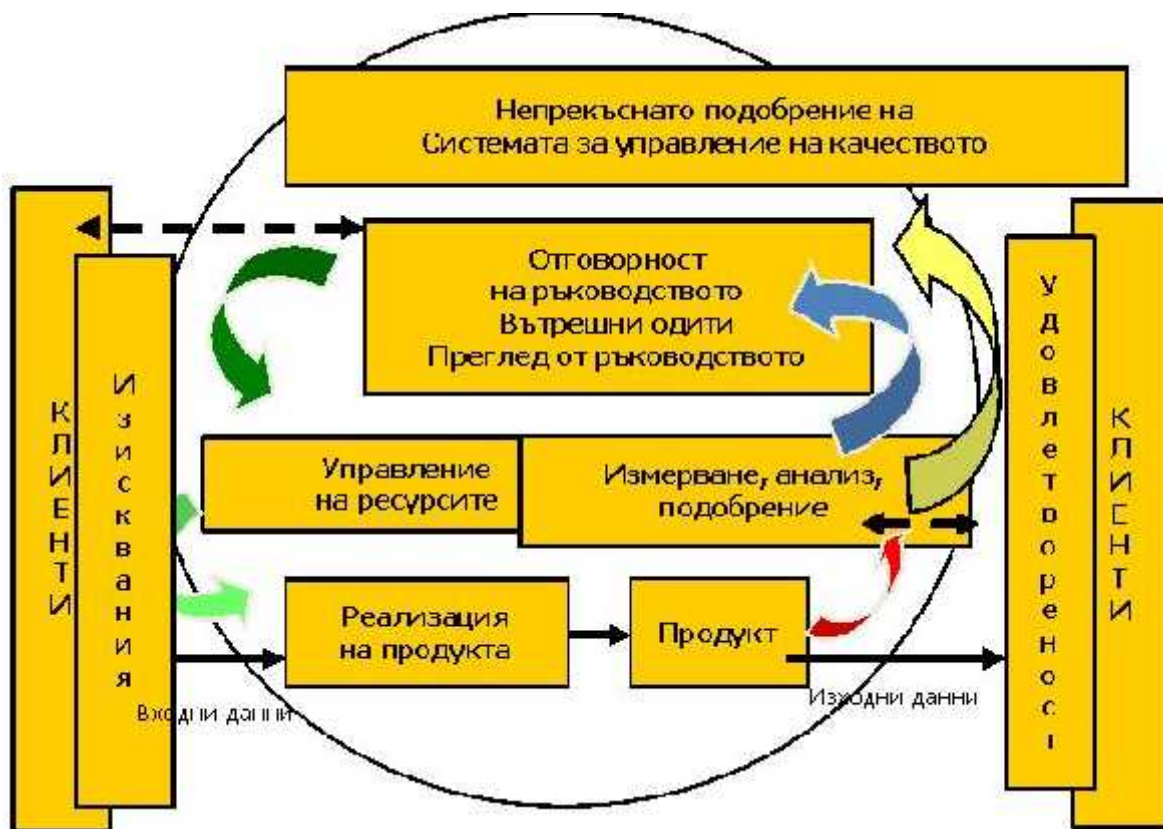 Непрекъснато подобрение на
Системата за управление на качеството
Отговорност
на ръководството
Вътрешни одити
Преглед от ръководството
КЛИЕНТИ
Изисквания
Управление
на ресурсите
Измерване, анализ,
подобрение
Удовлетвореност
КЛИЕНТИ
Реализация
на продукта
Продукт
Входни данни
Изходни данни